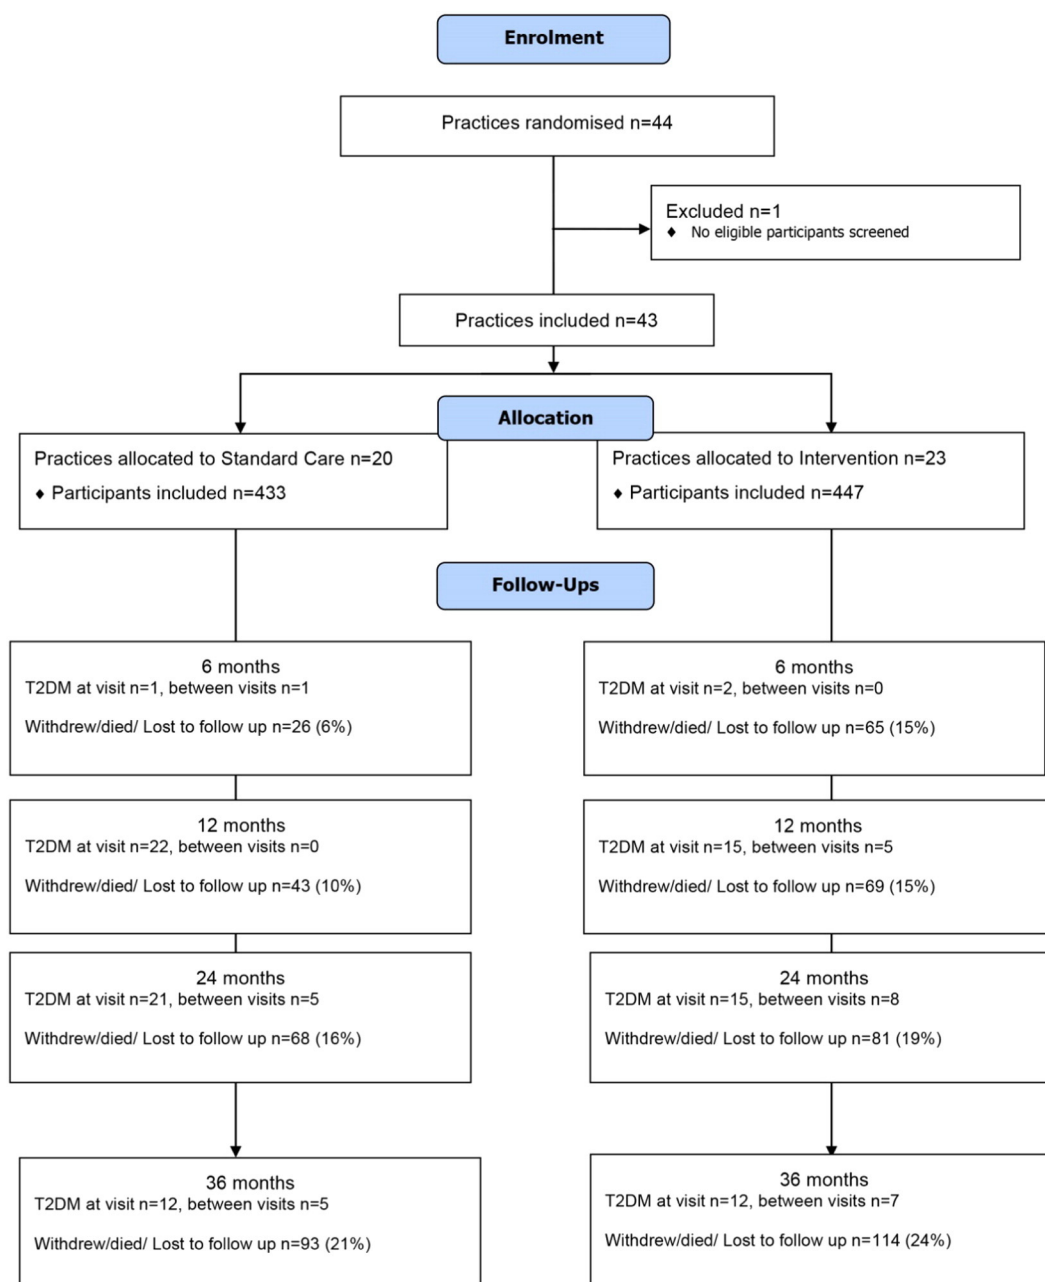 Enrolment
Practices randomised n=44
Excluded n=1
♦ No eligible participants screened
Practices included n=43
Allocation
Practices allocated to Standard Care n=20
♦ Participants included n=433
Practices allocated to Intervention n=23
♦ Participants included n=447
Follow-Ups
6 months
T2DM at visit n=1, between visits n=1
Withdrew/died/ Lost to follow up n=26 (6%)
6 months
T2DM at visit n=2, between visits n=0
Withdrew/died/ Lost to follow up n=65 (15%)
12 months
T2DM at visit n=22, between visits n=0
Withdrew/died/ Lost to follow up n=43 (10%)
12 months
T2DM at visit n=15, between visits n=5
Withdrew/died/ Lost to follow up n=69 (15%)
24 months
T2DM at visit n=21, between visits n=5
Withdrew/died/ Lost to follow up n=68 (16%)
24 months
T2DM at visit n=15, between visits n=8
Withdrew/died/ Lost to follow up n=81 (19%)
36 months
T2DM at visit n=12, between visits n=5
Withdrew/died/ Lost to follow up n=93 (21%)
36 months
T2DM at visit n=12, between visits n=7
Withdrew/died/ Lost to follow up n=114 (24%)